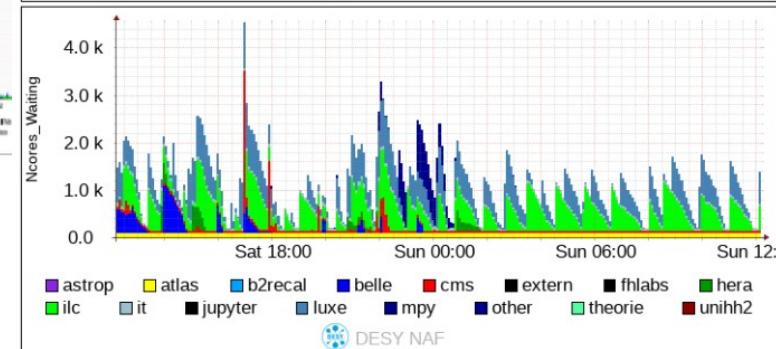 4.0 k
3.0 k
2.0 k
1.0 k
0.0
Ncores_Waiting
Sat 18:00 Sun 00:00 Sun 06:00 Sun 12:
astrop atlas b2recal belle cms extern fhlabs hera
ilc it jupyter luxe mpy other theorie unihh2
DESY NAF